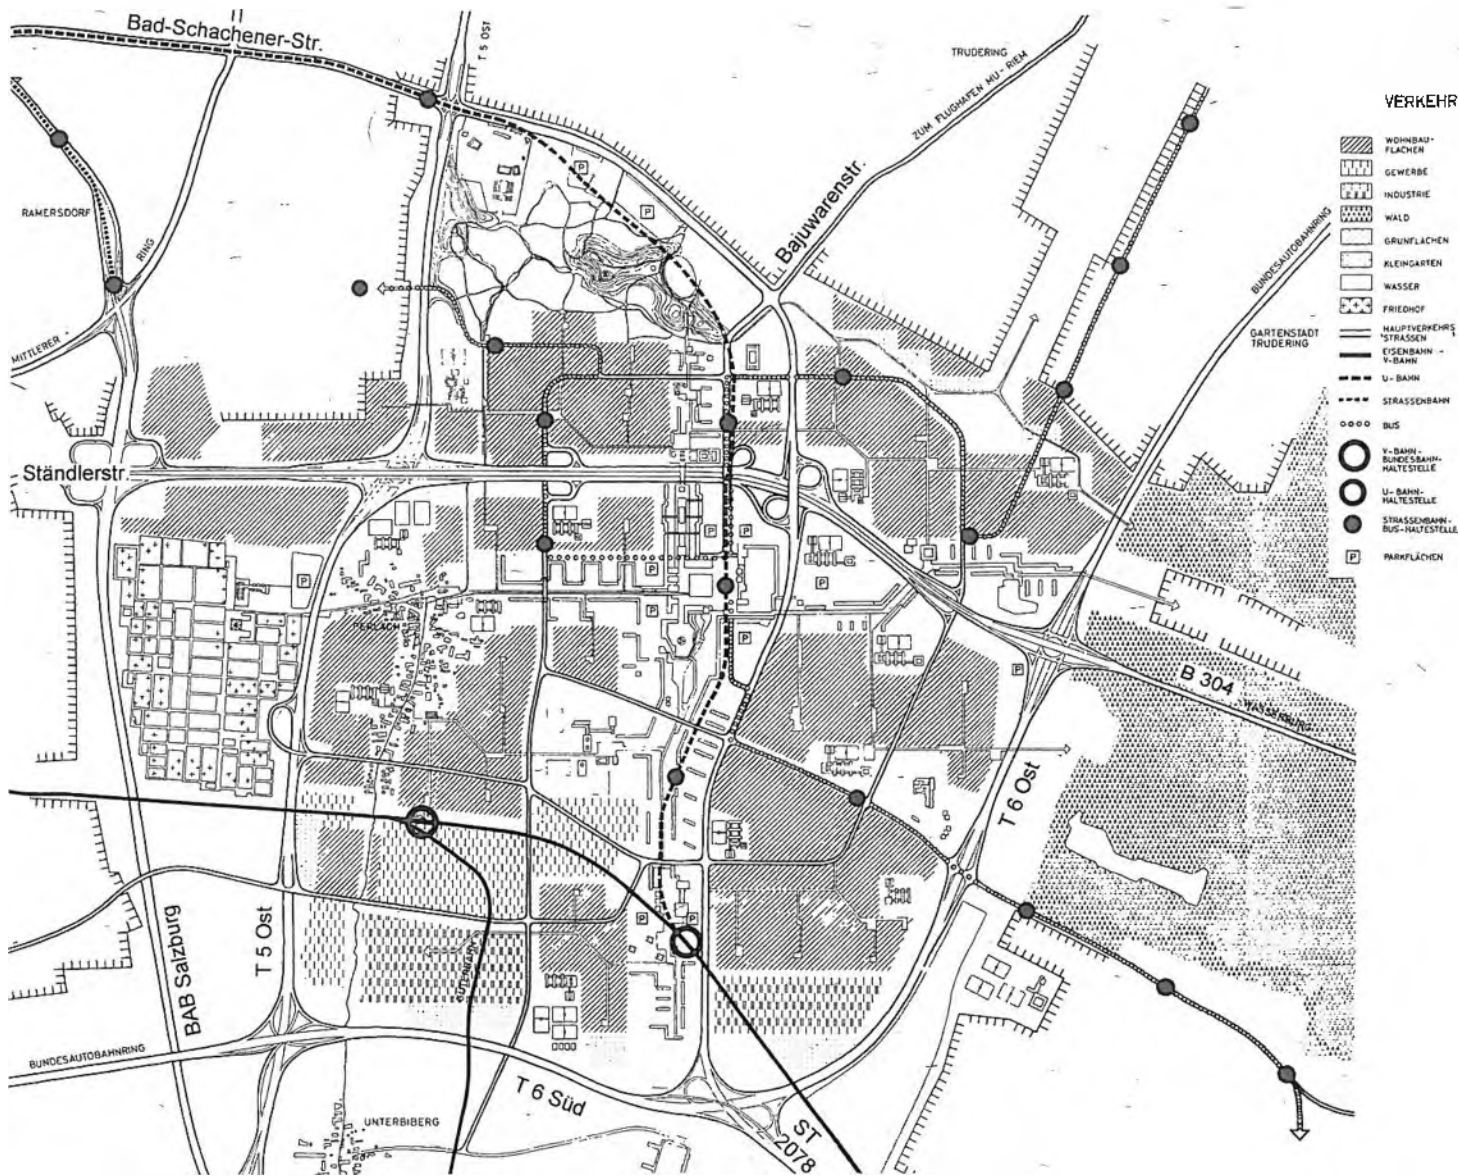 Bad-Schachener-Str.
T 5 OST
TRUDERING
ZUM FLUGHAFEN MÜ-RIEM
Bajuwarenstr.
RAMERSDORF
MITTLERER
RING
BUNDESAUTOBAHNRING
GARTENSTADT
TRUDERING
Ständlerstr.
PERLACH
B 304
WASSERBURG
T 6 Ost
BAB Salzburg
T 5 Ost
GÜTERBAHN
BUNDESAUTOBAHNRING
T 6 Süd
ST
2078
UNTERBIBERG
P
P
P
P
P
P
P
P
P
P
P
P
VERKEHR
WOHNBAU-
FLÄCHEN
GEWERBE
INDUSTRIE
WALD
GRÜNFLÄCHEN
KLEINGÄRTEN
WASSER
FRIEDHOF
HAUPTVERKEHRS
STRASSEN
EISENBAHN -
V-BAHN
U-BAHN
STRASSENBAHN
BUS
V-BAHN-
BUNDESBAHN-
HALTESTELLE
U-BAHN-
HALTESTELLE
STRASSENBAHN-
BUS-HALTESTELLE
P
PARKFLÄCHEN